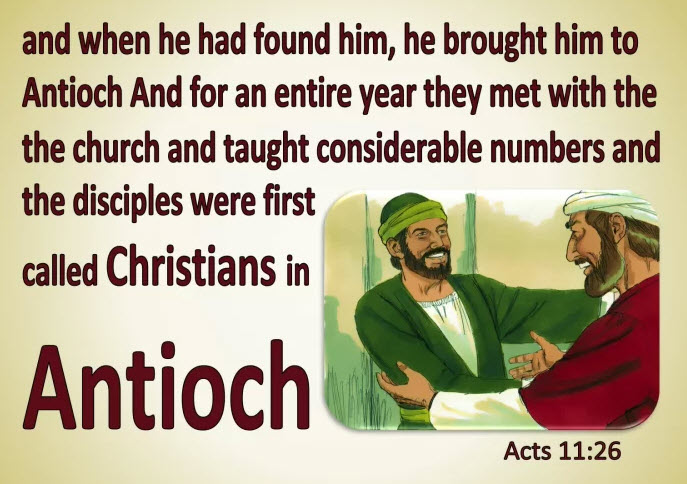 and when he had found him, he brought him to
Antioch And for an entire year they met with the
the church and taught considerable numbers and
the disciples were first
called Christians in
Antioch
Acts 11:26